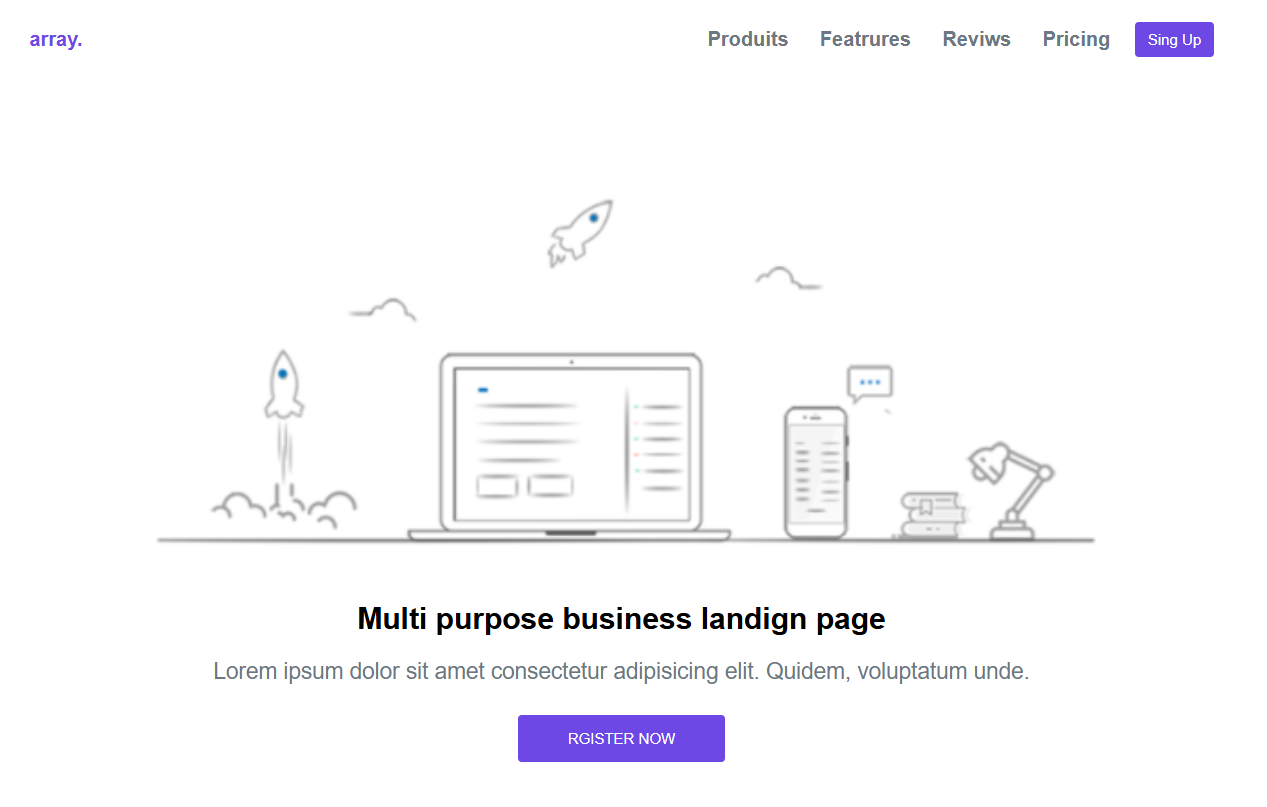 array.
Produits Featrures Reviws Pricing Sing Up
Multi purpose business landign page
Lorem ipsum dolor sit amet consectetur adipisicing elit. Quidem, voluptatum unde.
RGISTER NOW